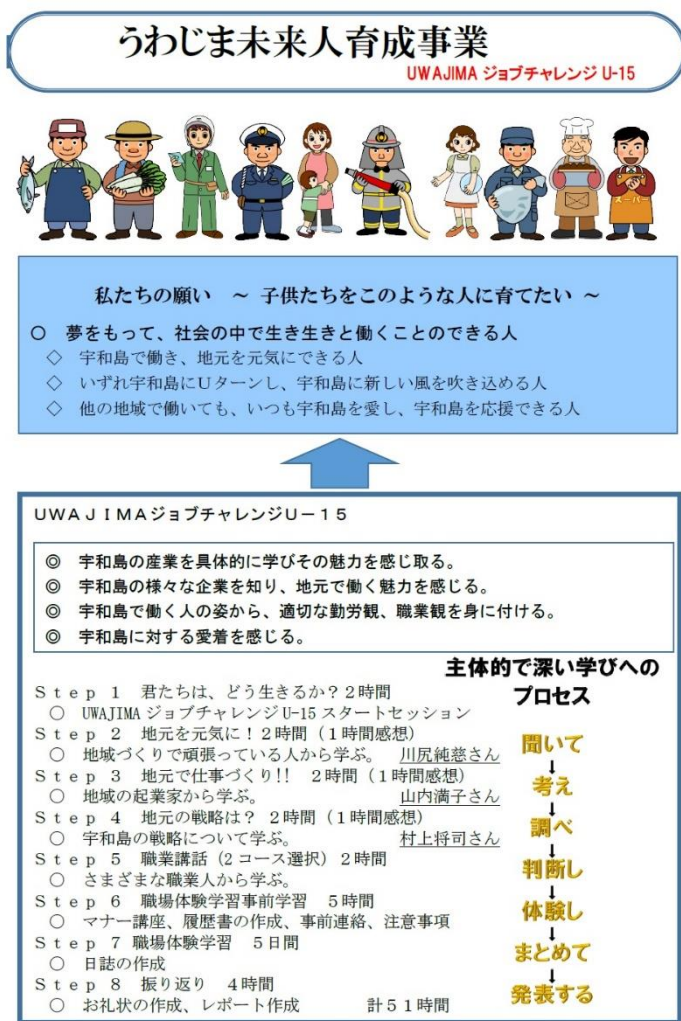 うわじま未来人育成事業
UWAJIMA ジョブチャレンジ U-15
スーパー
私たちの願い ～ 子供たちをこのような人に育てたい ～
○ 夢をもって、社会の中で生き生きと働くことのできる人
◇ 宇和島で働き、地元を元気にできる人
◇ いずれ宇和島にUターンし、宇和島に新しい風を吹き込める人
◇ 他の地域で働いても、いつも宇和島を愛し、宇和島を応援できる人
UWAJIMAジョブチャレンジU－15
◎ 宇和島の産業を具体的に学びその魅力を感じ取る。
◎ 宇和島の様々な企業を知り、地元で働く魅力を感じる。
◎ 宇和島で働く人の姿から、適切な勤労観、職業観を身に付ける。
◎ 宇和島に対する愛着を感じる。
Step 1 君たちは、どう生きるか？2時間
○ UWAJIMA ジョブチャレンジ U-15 スタートセッション
Step 2 地元を元気に！2時間（1時間感想）
○ 地域づくりで頑張っている人から学ぶ。 川尻純慈さん
Step 3 地元で仕事づくり!! 2時間（1時間感想）
○ 地域の起業家から学ぶ。 山内満子さん
Step 4 地元の戦略は？ 2時間（1時間感想）
○ 宇和島の戦略について学ぶ。 村上将司さん
Step 5 職業講話（2コース選択）2時間
○ さまざまな職業人から学ぶ。
Step 6 職場体験学習事前学習 5時間
○ マナー講座、履歴書の作成、事前連絡、注意事項
Step 7 職場体験学習 5日間
○ 日誌の作成
Step 8 振り返り 4時間
○ お礼状の作成、レポート作成 計51時間
主体的で深い学びへの
プロセス
聞いて
↓
考え
↓
調べ
↓
判断し
↓
体験し
↓
まとめて
↓
発表する